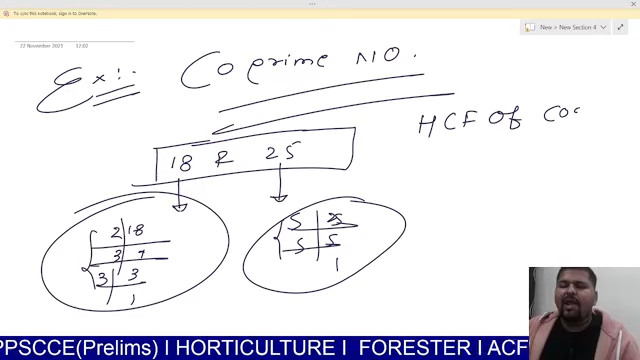 To sync this notebook, sign in to OneNote.
New > New Section 4
22 November 2021 12:02
Ex:- Coprime NO.
HCF Of Co
18 & 25
2 18
3 9
3 3
1
5 25
5 5
1
PPSCCE(Prelims) I HORTICULTURE I FORESTER I ACF